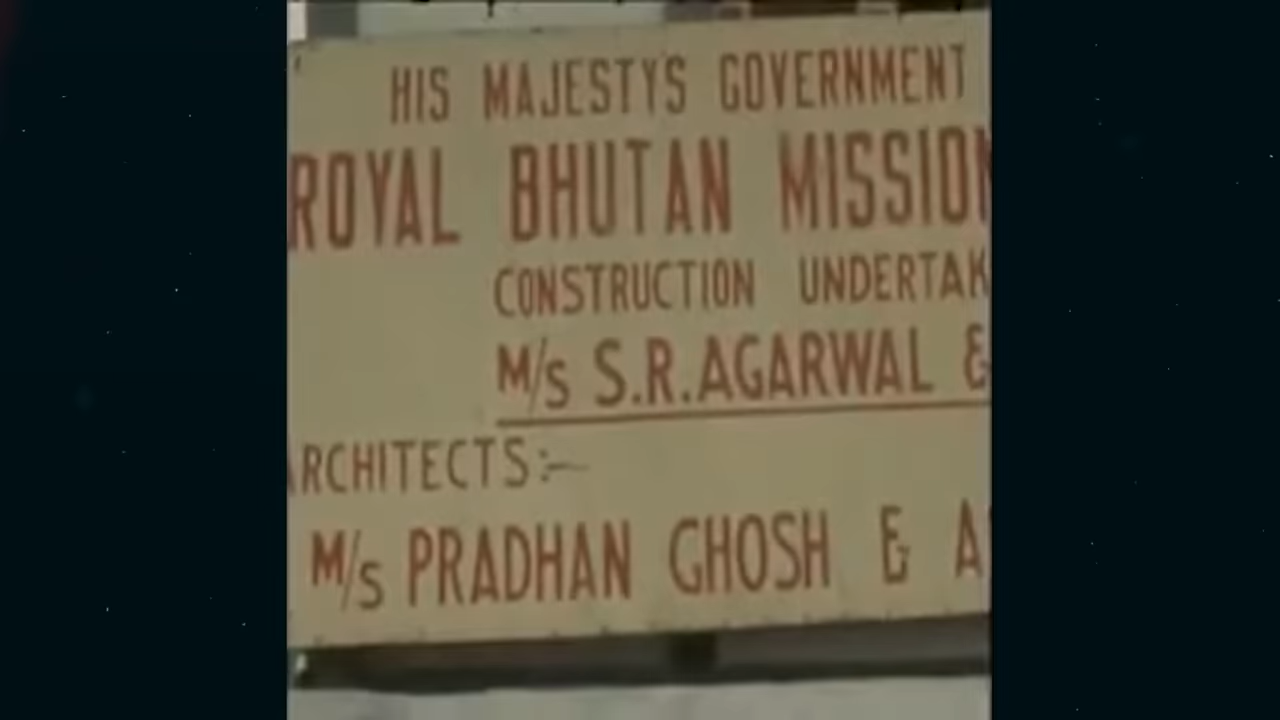 HIS MAJESTYS GOVERNMENT
ROYAL BHUTAN MISSION
CONSTRUCTION UNDERTAK
M/S S.R.AGARWAL &
ARCHITECTS:-
M/S PRADHAN GHOSH & A